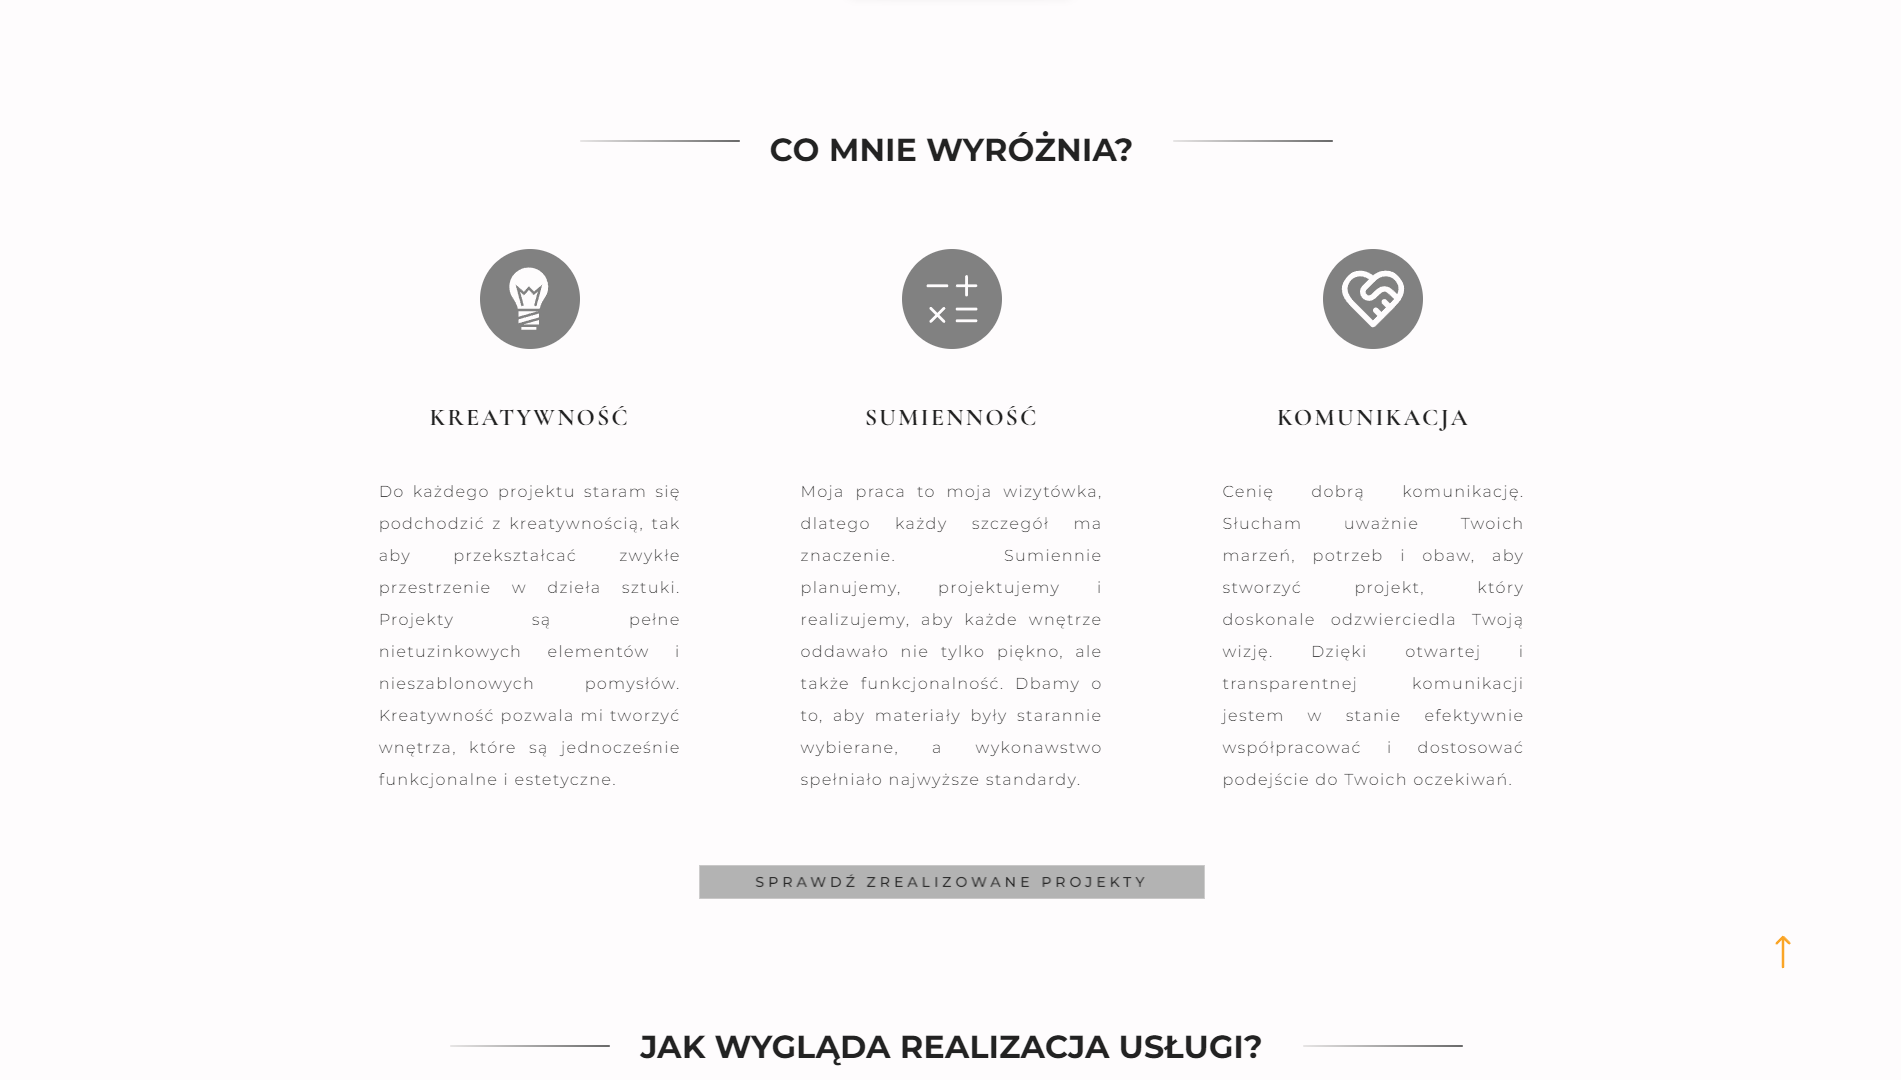 CO MNIE WYRÓŻNIA?
KREATYWNOŚĆ
Do każdego projektu staram się
podchodzić z kreatywnością, tak
aby przekształcać zwykłe
przestrzenie w dzieła sztuki.
Projekty są pełne
nietuzinkowych elementów i
nieszablonowych pomysłów.
Kreatywność pozwala mi tworzyć
wnętrza, które są jednocześnie
funkcjonalne i estetyczne.
SUMIENNOŚĆ
Moja praca to moja wizytówka,
dlatego każdy szczegół ma
znaczenie. Sumiennie
planujemy, projektujemy i
realizujemy, aby każde wnętrze
oddawało nie tylko piękno, ale
także funkcjonalność. Dbamy o
to, aby materiały były starannie
wybierane, a wykonawstwo
spełniało najwyższe standardy.
KOMUNIKACJA
Cenię dobrą komunikację.
Słucham uważnie Twoich
marzeń, potrzeb i obaw, aby
stworzyć projekt, który
doskonale odzwierciedla Twoją
wizję. Dzięki otwartej i
transparentnej komunikacji
jestem w stanie efektywnie
współpracować i dostosować
podejście do Twoich oczekiwań.
SPRAWDŹ ZREALIZOWANE PROJEKTY
JAK WYGLĄDA REALIZACJA USŁUGI?